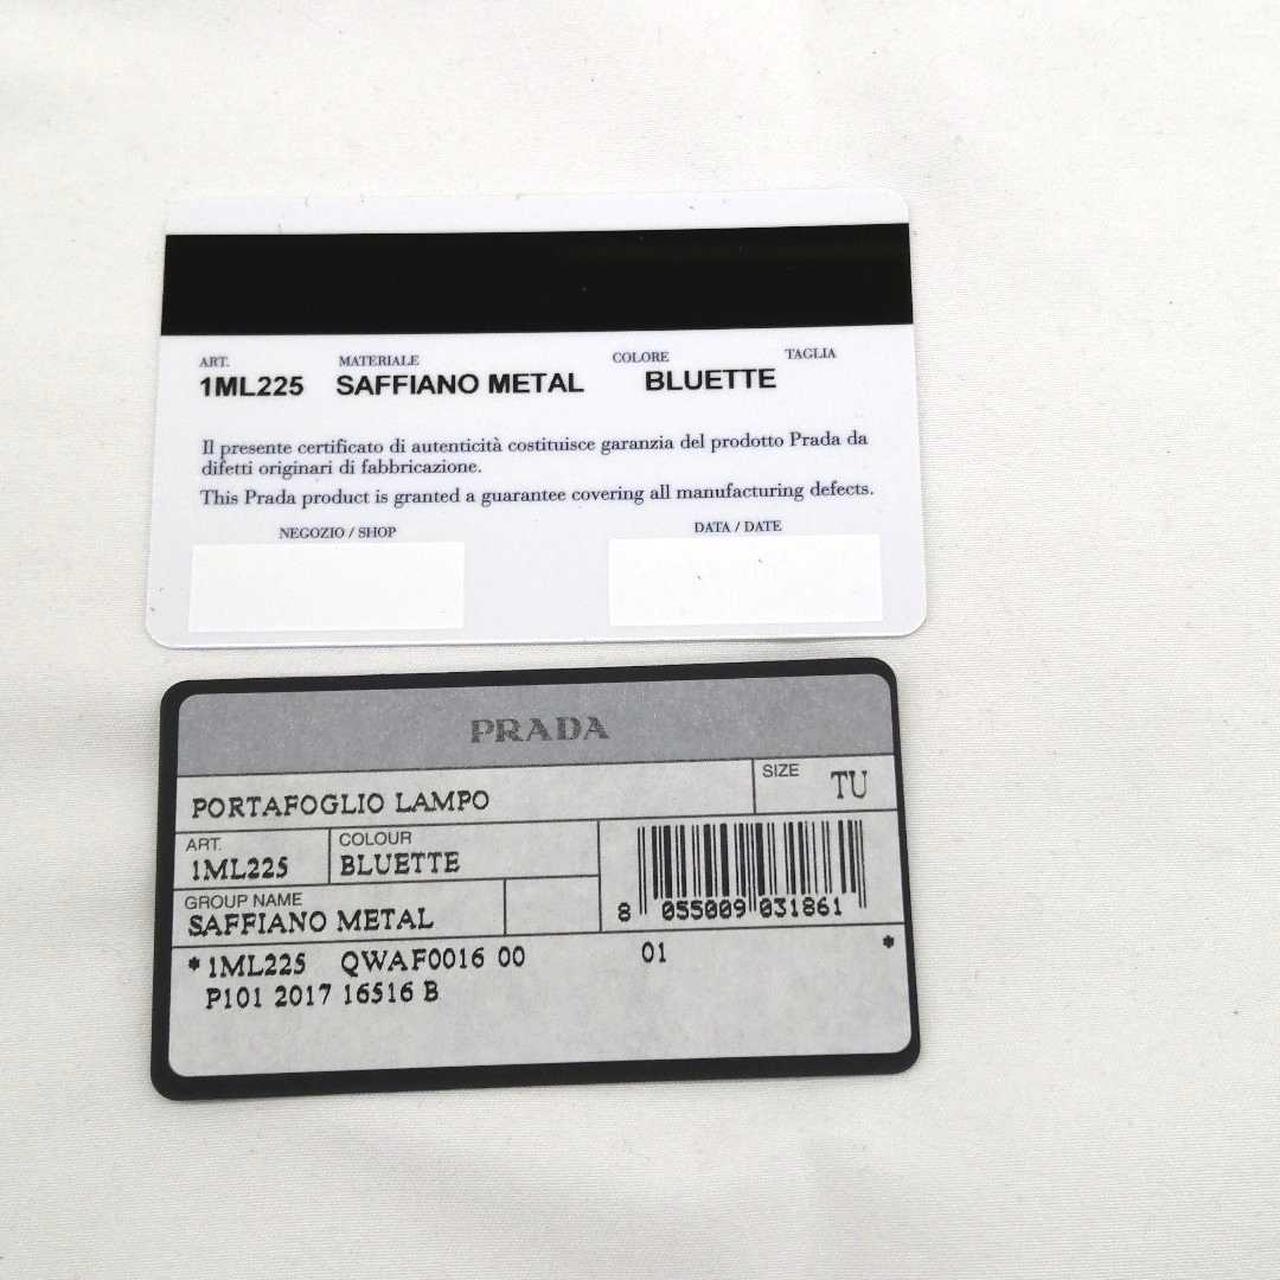 ART. MATERIALE COLORE TAGLIA
1ML225 SAFFIANO METAL BLUETTE
Il presente certificato di autenticità costituisce garanzia del prodotto Prada da
difetti originari di fabbricazione.
This Prada product is granted a guarantee covering all manufacturing defects.
NEGOZIO / SHOP DATA / DATE
PRADA
PORTAFOGLIO LAMPO SIZE TU
ART. COLOUR
1ML225 BLUETTE
GROUP NAME
SAFFIANO METAL
8 055009 031861
* 1ML225 QWAF0016 00 01 *
P101 2017 16516 B